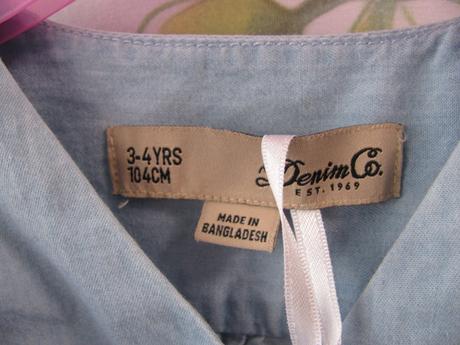 3-4YRS
104CM
Denim Co.
EST. 1969
MADE IN
BANGLADESH